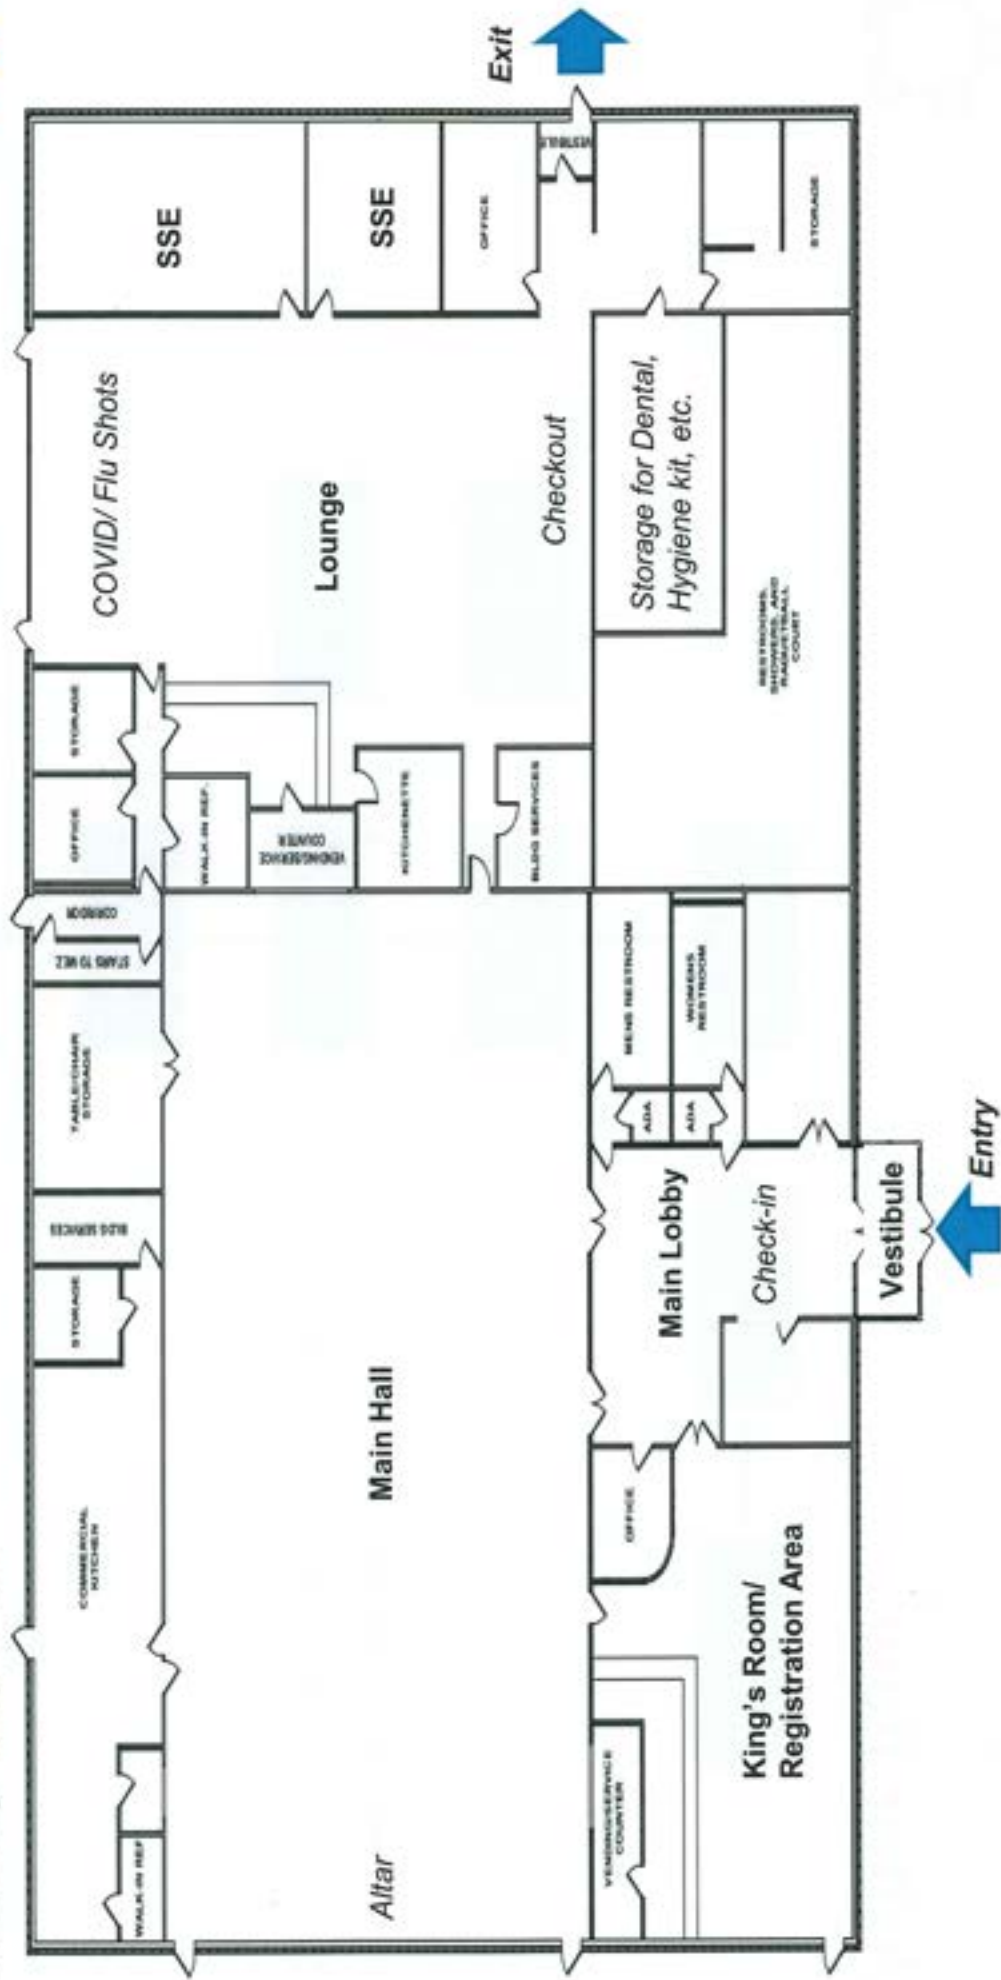 Exit
SSE
SSE
OFFICE
VESTIBULE
STORAGE
COVID/ Flu Shots
Lounge
Checkout
Storage for Dental,
Hygiene kit, etc.
RESTROOMS,
SHOWERS, AND
RAQUETBALL
COURT
STORAGE
OFFICE
WALK-IN REF.
VENDING/SERVICE
COUNTER
KITCHENETTE
BLDG SERVICES
CORRIDOR
STAIRS TO MEZ
TABLE/CHAIR
STORAGE
BLDG SERVICES
STORAGE
COMMERCIAL
KITCHEN
WALK-IN REF
Main Hall
Altar
MENS RESTROOM
WOMENS
RESTROOM
ADA
ADA
Main Lobby
Check-in
Vestibule
Entry
OFFICE
King's Room/
Registration Area
VENDING/SERVICE
COUNTER